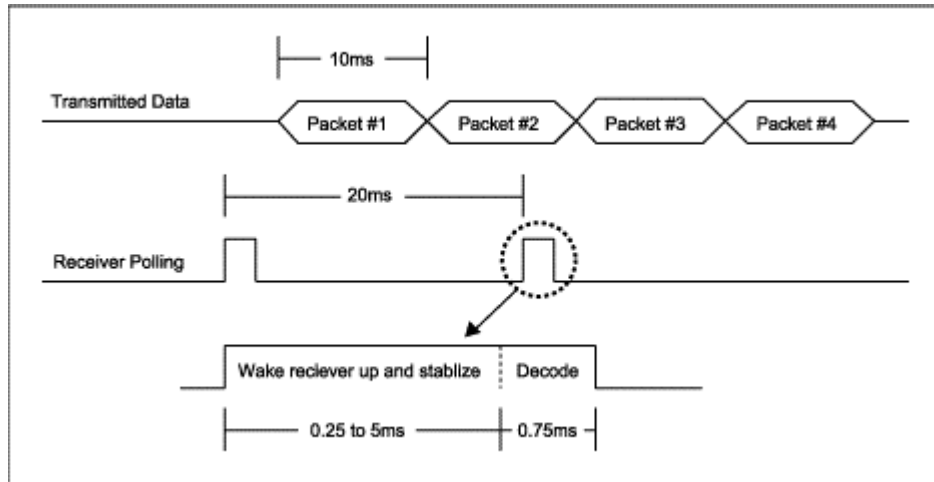 10ms
Transmitted Data
Packet #1
Packet #2
Packet #3
Packet #4
20ms
Receiver Polling
Wake reciever up and stablize
Decode
0.25 to 5ms
0.75ms